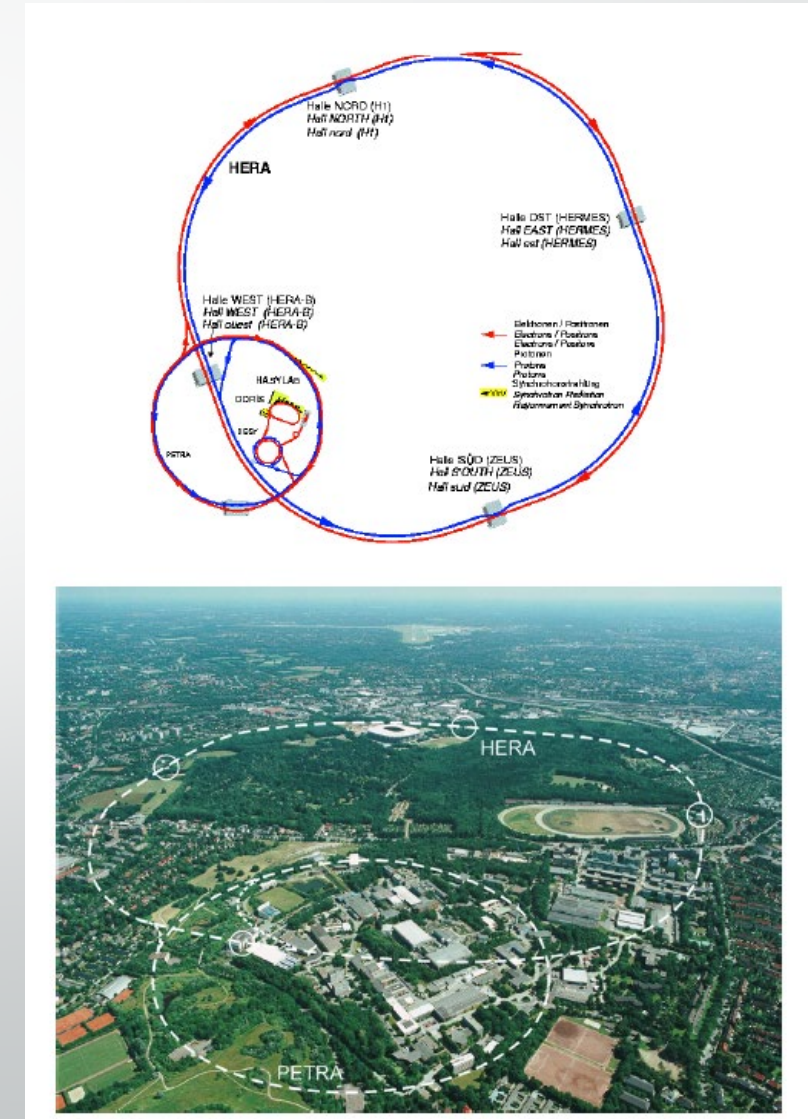 Halle NORD (H1)
Hall NORTH (H1)
Hall nord (H1)
HERA
Halle OST (HERMES)
Hall EAST (HERMES)
Hall est (HERMES)
Halle WEST (HERA-B)
Hall WEST (HERA-B)
Hall ouest (HERA-B)
Elektronen / Positronen
Electrons / Positrons
Electrons / Positons
Protonen
Protons
Protons
Synchrotronstrahlung
Synchrotron Radiation
Rayonnement Synchrotron
HASYLAB
DORIS
PETRA
Halle SÜD (ZEUS)
Hall SOUTH (ZEUS)
Hall sud (ZEUS)
HERA
PETRA